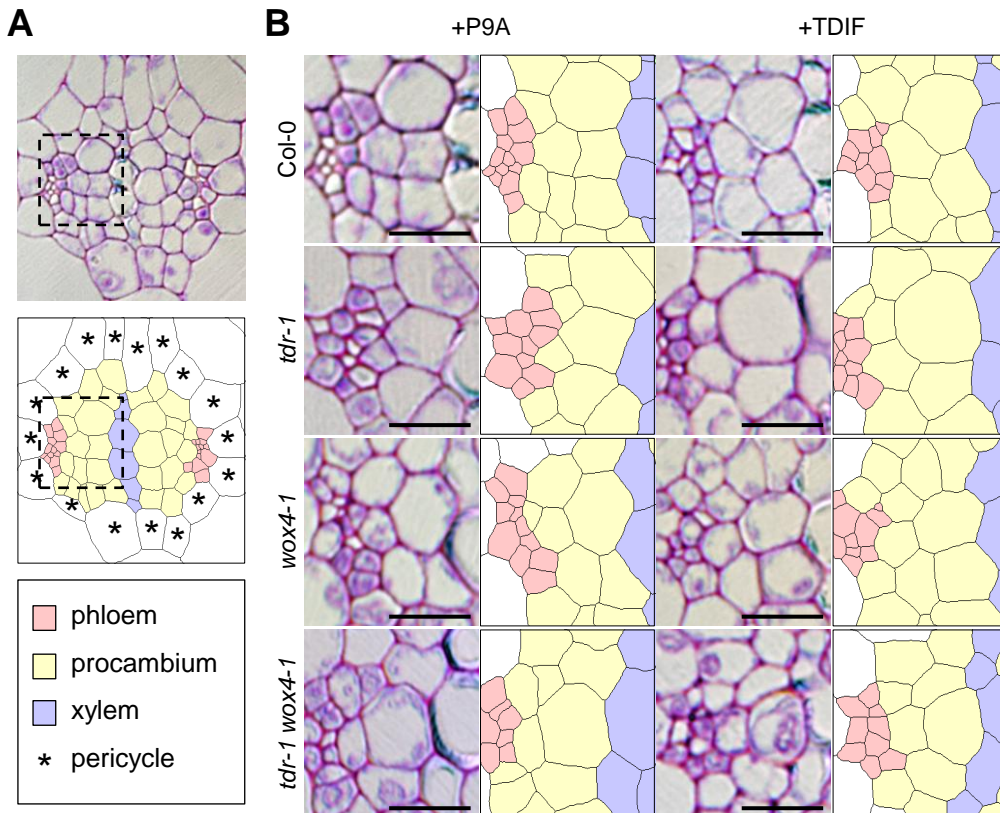 A
B
+P9A
+TDIF
Col-0
tdr-1
wox4-1
tdr-1 wox4-1
phloem
procambium
xylem
* pericycle